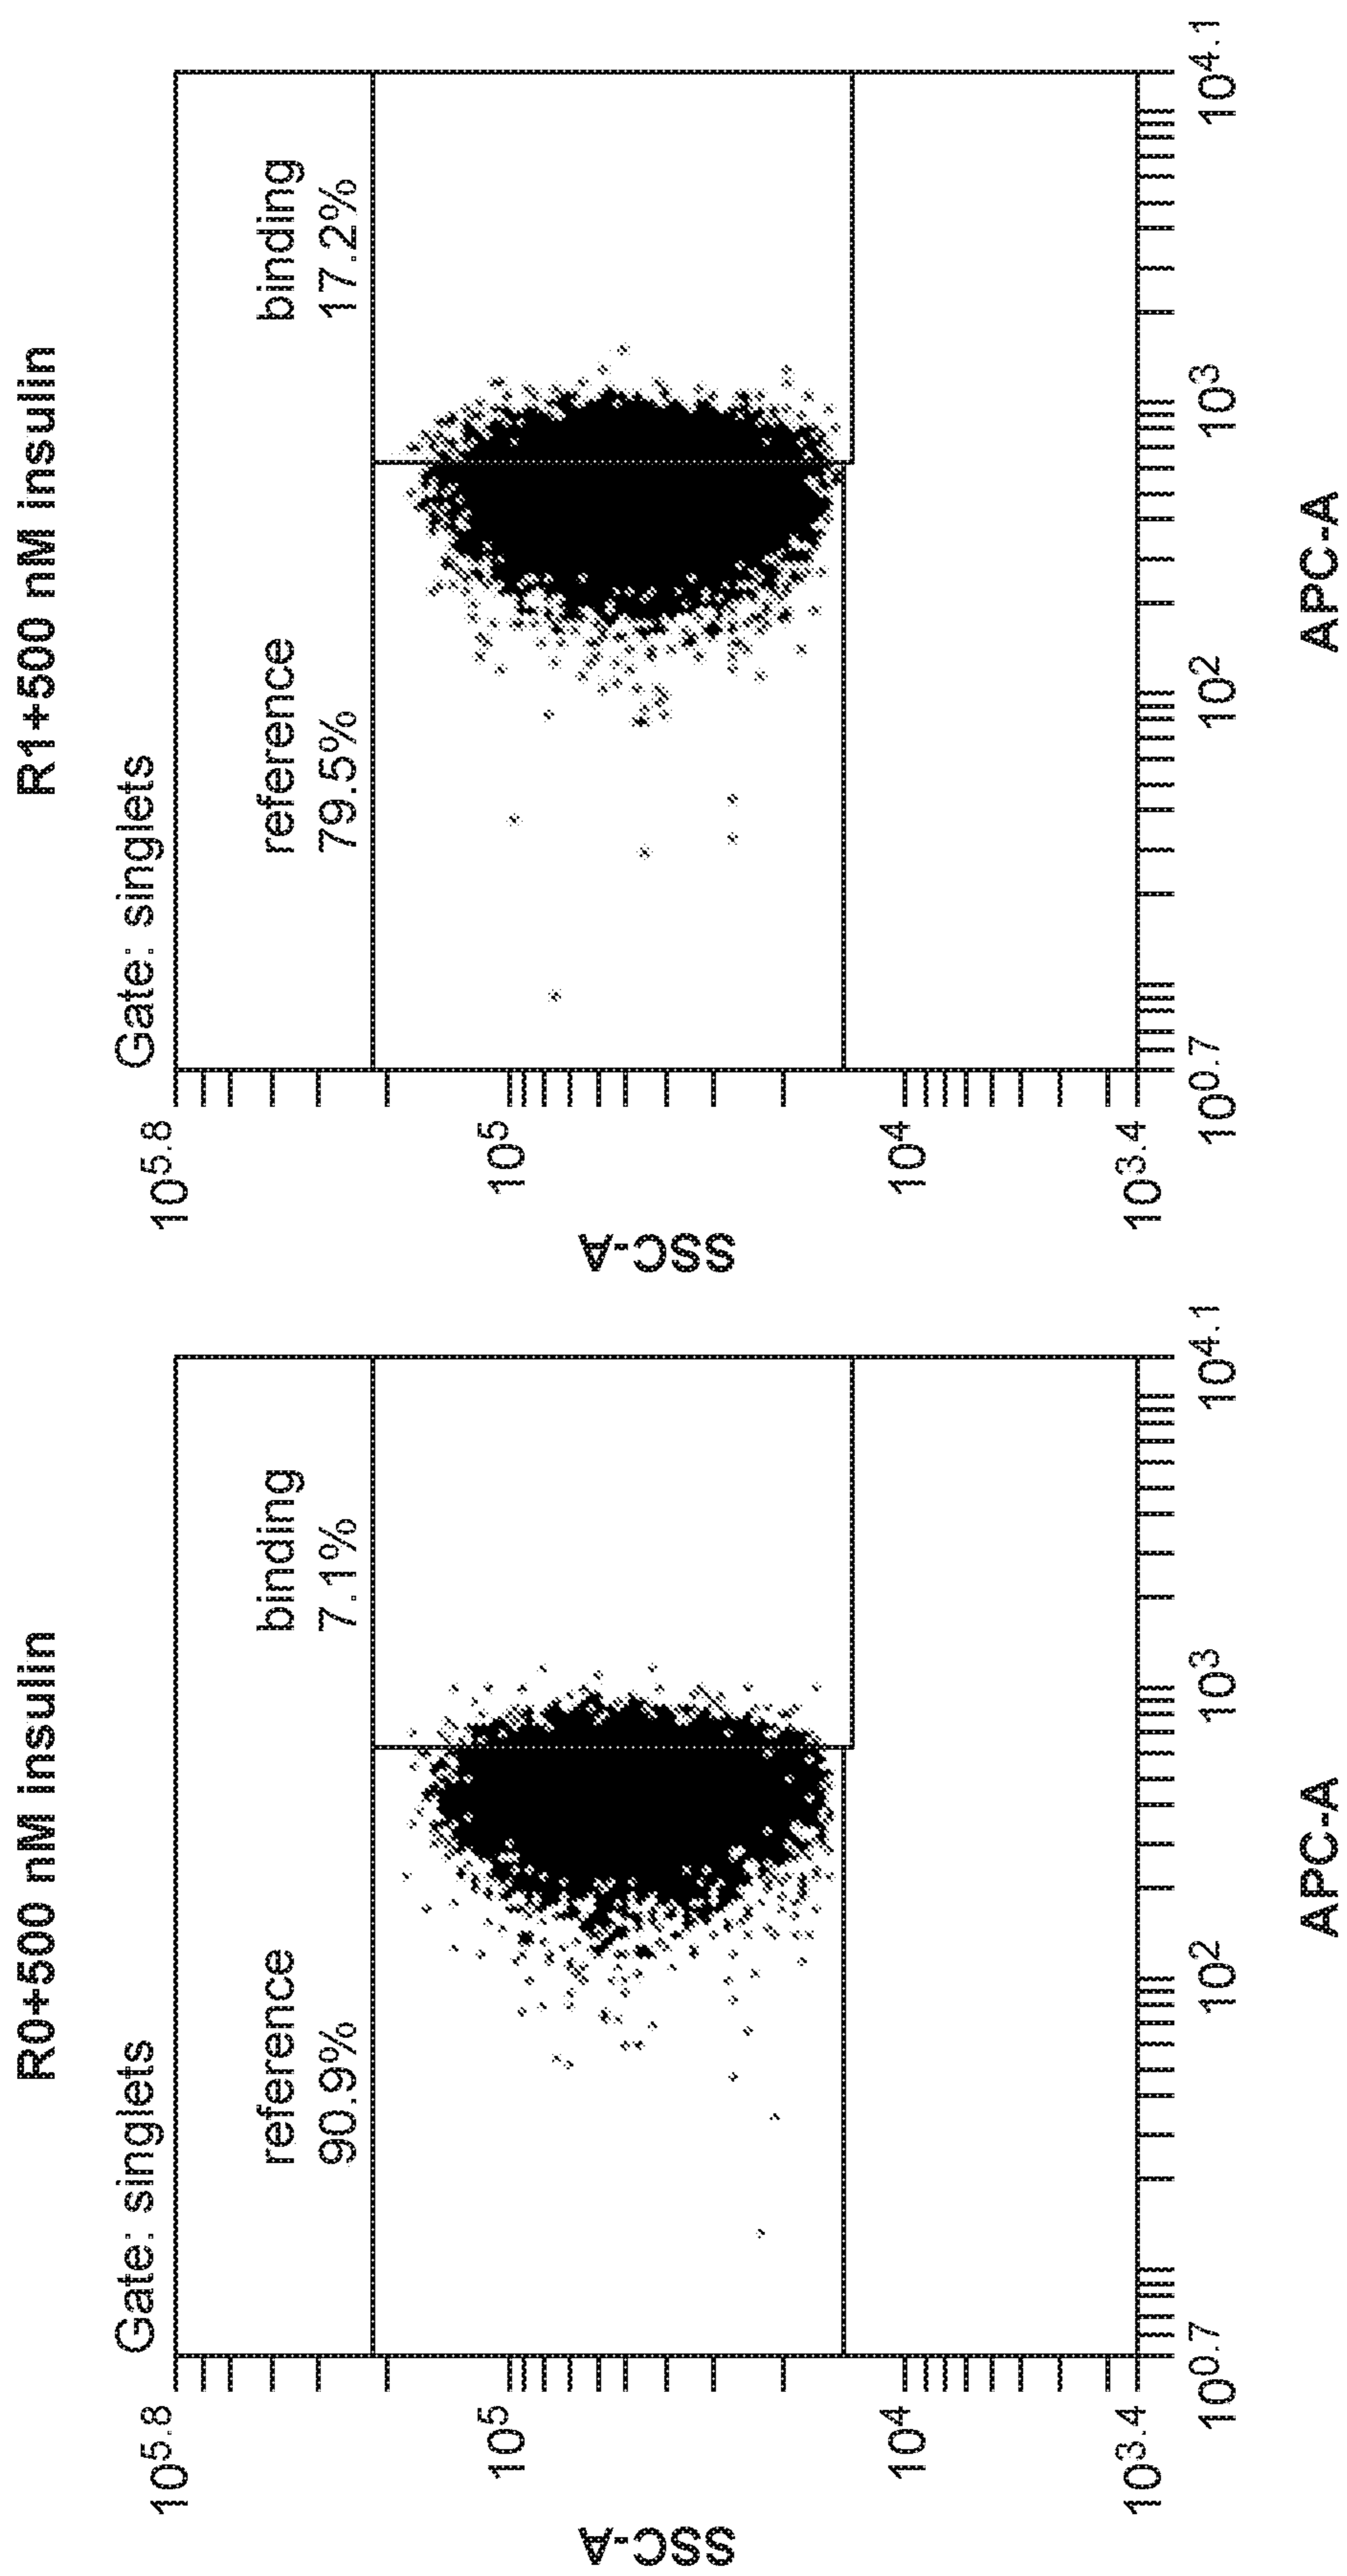 R0+500 nM insulin
Gate: singlets
reference
90.9%
binding
7.1%
10^5.8
10^5
10^4
10^3.4
SSC-A
10^0.7
10^2
10^3
10^4.1
APC-A
R1+500 nM insulin
Gate: singlets
reference
79.5%
binding
17.2%
10^5.8
10^5
10^4
10^3.4
SSC-A
10^0.7
10^2
10^3
10^4.1
APC-A